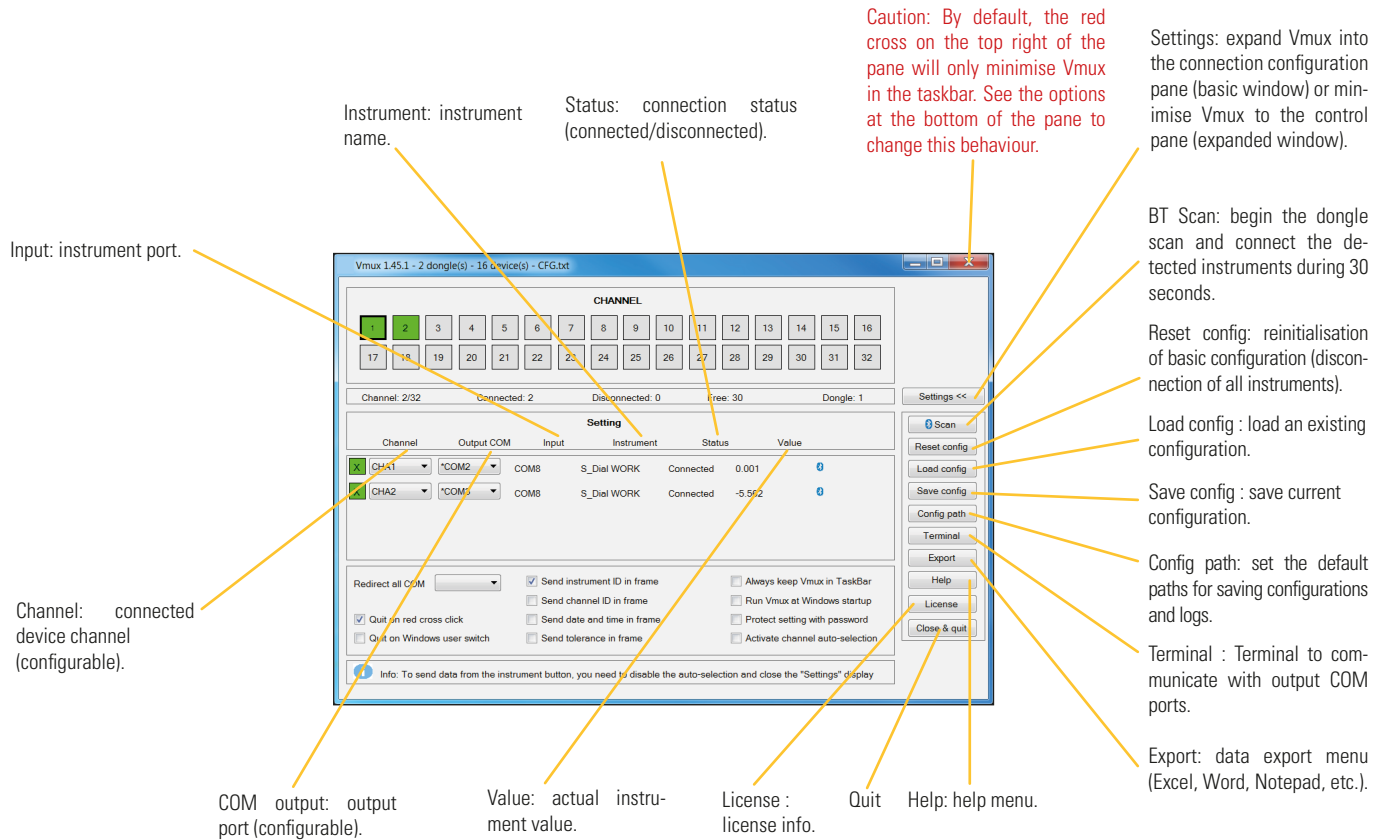 Caution: By default, the red
cross on the top right of the
pane will only minimise Vmux
in the taskbar. See the options
at the bottom of the pane to
change this behaviour.
Settings: expand Vmux into
the connection configuration
pane (basic window) or min-
imise Vmux to the control
pane (expanded window).
Instrument: instrument
name.
Status: connection status
(connected/disconnected).
BT Scan: begin the dongle
scan and connect the de-
tected instruments during 30
seconds.
Input: instrument port.
Reset config: reinitialisation
of basic configuration (discon-
nection of all instruments).
Load config : load an existing
configuration.
Save config : save current
configuration.
Config path: set the default
paths for saving configurations
and logs.
Terminal : Terminal to com-
municate with output COM
ports.
Export: data export menu
(Excel, Word, Notepad, etc.).
Channel: connected
device channel
(configurable).
COM output: output
port (configurable).
Value: actual instru-
ment value.
License :
license info.
Quit
Help: help menu.
Vmux 1.45.1 - 2 dongle(s) - 16 device(s) - CFG.txt
CHANNEL
1 2 3 4 5 6 7 8 9 10 11 12 13 14 15 16
17 18 19 20 21 22 23 24 25 26 27 28 29 30 31 32
Channel: 2/32 Connected: 2 Disconnected: 0 Free: 30 Dongle: 1
Settings <<
Setting
Channel Output COM Input Instrument Status Value
X CHA1 *COM2 COM8 S_Dial WORK Connected 0.001
X CHA2 *COM3 COM8 S_Dial WORK Connected -5.562
Scan
Reset config
Load config
Save config
Config path
Terminal
Export
Help
License
Close & quit
Redirect all COM
Quit on red cross click
Quit on Windows user switch
Send instrument ID in frame
Send channel ID in frame
Send date and time in frame
Send tolerance in frame
Always keep Vmux in TaskBar
Run Vmux at Windows startup
Protect setting with password
Activate channel auto-selection
Info: To send data from the instrument button, you need to disable the auto-selection and close the "Settings" display